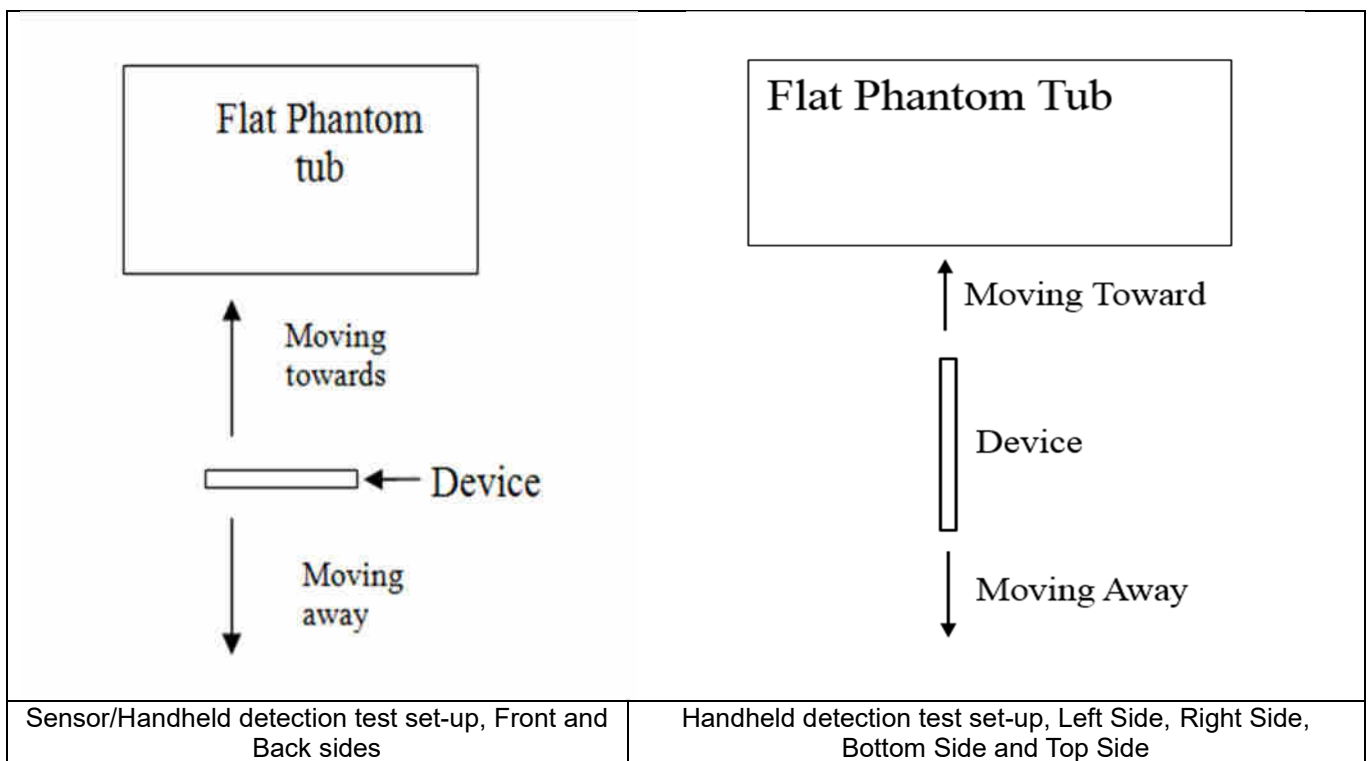 Flat Phantom
tub
Moving
towards
Device
Moving
away
Flat Phantom Tub
Moving Toward
Device
Moving Away
Sensor/Handheld detection test set-up, Front and
Back sides
Handheld detection test set-up, Left Side, Right Side,
Bottom Side and Top Side